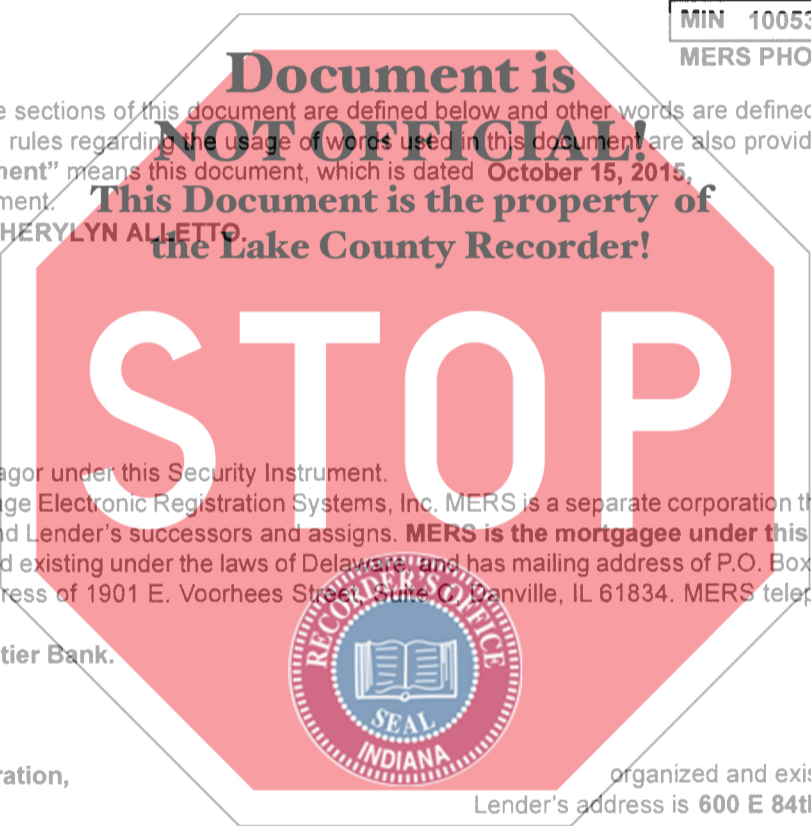 MIN 10053
MERS PHO
Document is
e sections of this document are defined below and other words are defined
rules regarding the usage of words used in this document are also provid
NOT OFFICIAL!
ment” means this document, which is dated October 15, 2015,
ment.
This Document is the property of
HERYLYN ALLETTO.
the Lake County Recorder!
STOP
agor under this Security Instrument.
ge Electronic Registration Systems, Inc. MERS is a separate corporation th
nd Lender's successors and assigns. MERS is the mortgagee under this
d existing under the laws of Delaware, and has mailing address of P.O. Box
ress of 1901 E. Voorhees Street, Suite C, Danville, IL 61834. MERS telep
tier Bank.
RECORDER'S OFFICE
SEAL
INDIANA
ration,
organized and exis
Lender's address is 600 E 84th